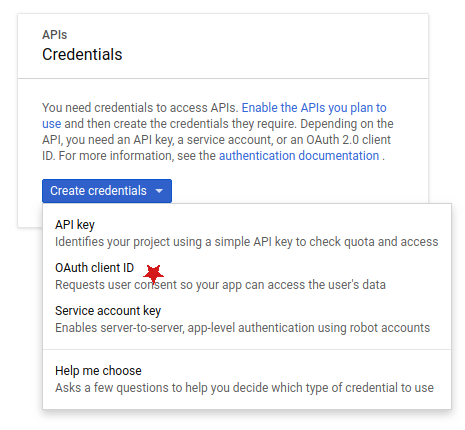 APIs
Credentials
You need credentials to access APIs. Enable the APIs you plan to
use and then create the credentials they require. Depending on the
API, you need an API key, a service account, or an OAuth 2.0 client
ID. For more information, see the authentication documentation .
Create credentials
API key
Identifies your project using a simple API key to check quota and access
OAuth client ID
Requests user consent so your app can access the user's data
Service account key
Enables server-to-server, app-level authentication using robot accounts
Help me choose
Asks a few questions to help you decide which type of credential to use